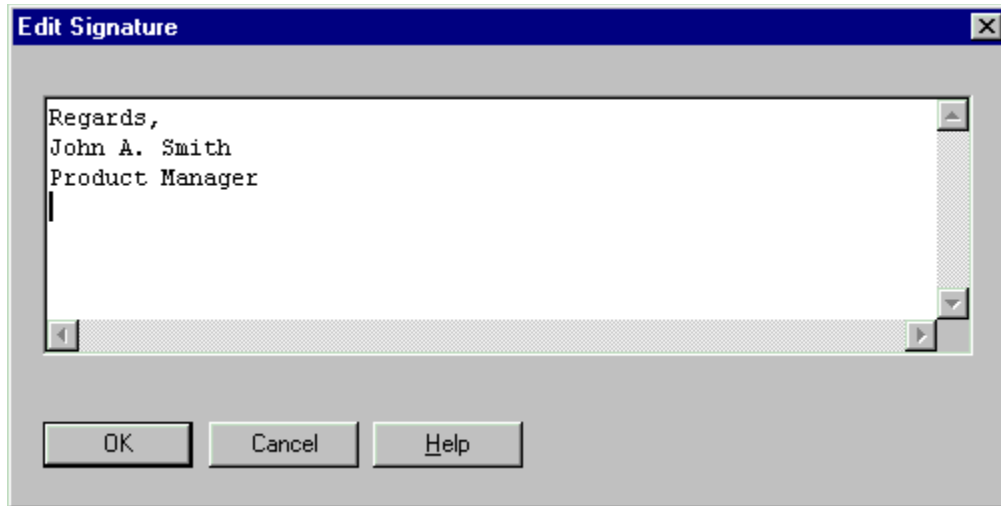 Edit Signature
Regards,
John A. Smith
Product Manager
OK Cancel Help